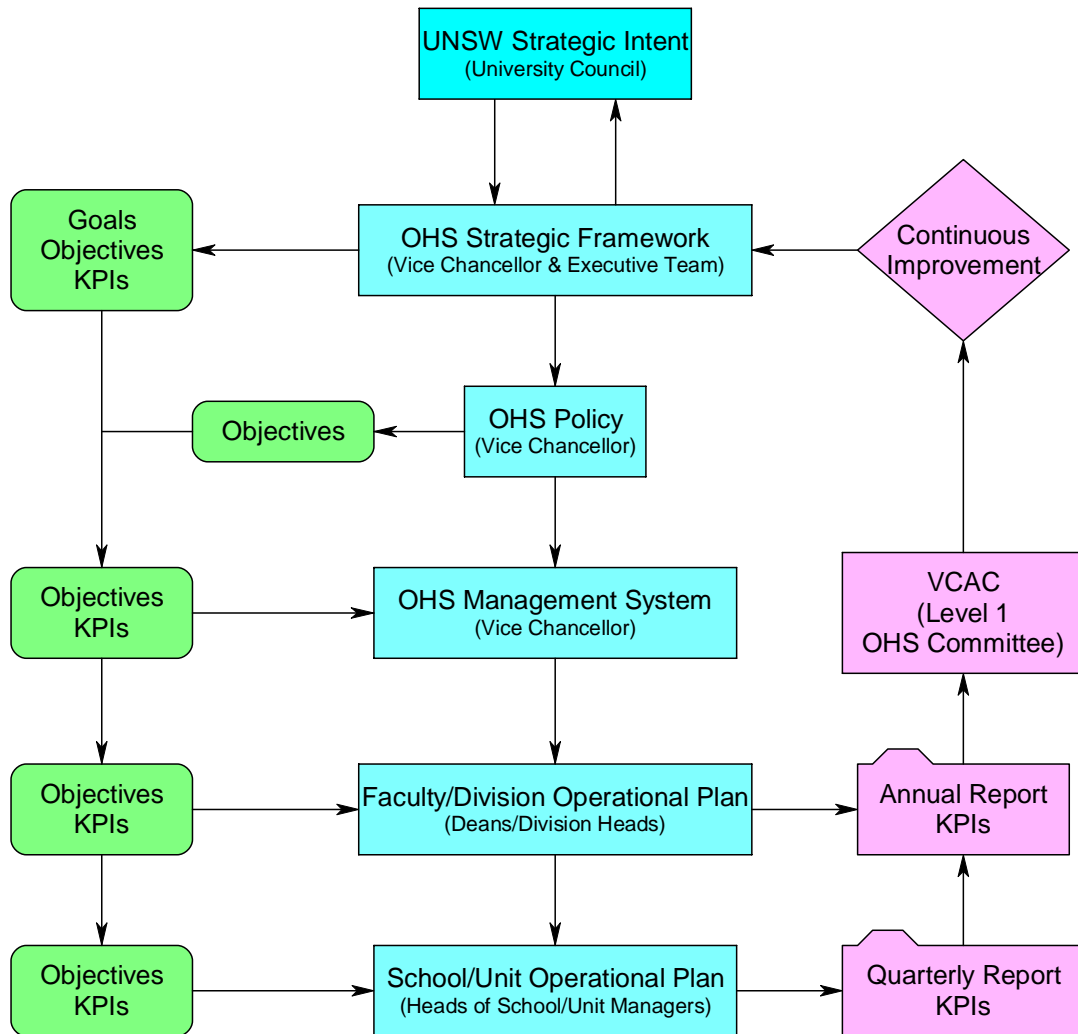 UNSW Strategic Intent
(University Council)
Goals
Objectives
KPIs
OHS Strategic Framework
(Vice Chancellor & Executive Team)
Continuous
Improvement
Objectives
OHS Policy
(Vice Chancellor)
Objectives
KPIs
OHS Management System
(Vice Chancellor)
VCAC
(Level 1
OHS Committee)
Objectives
KPIs
Faculty/Division Operational Plan
(Deans/Division Heads)
Annual Report
KPIs
Objectives
KPIs
School/Unit Operational Plan
(Heads of School/Unit Managers)
Quarterly Report
KPIs